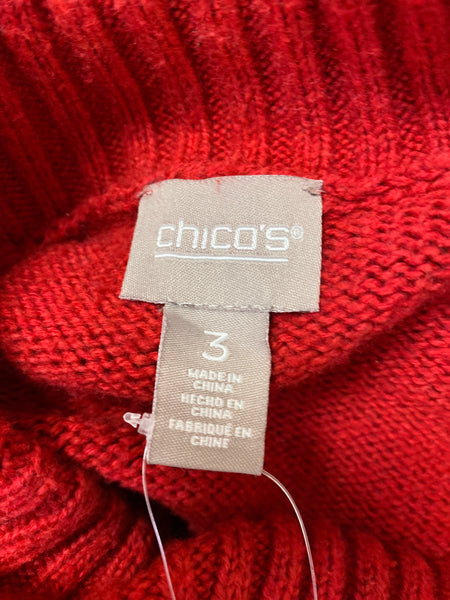 chico's®
3
MADE IN
CHINA
HECHO EN
CHINA
FABRIQUÉ EN
CHINE